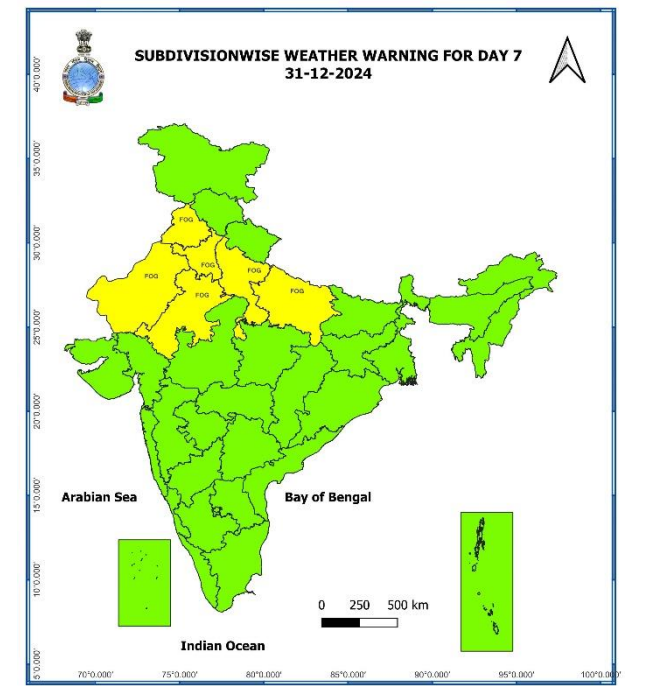 SUBDIVISIONWISE WEATHER WARNING FOR DAY 7
31-12-2024
40°0.000'
35°0.000'
30°0.000'
25°0.000'
20°0.000'
15°0.000'
10°0.000'
5°0.000'
FOG
FOG
FOG
FOG
FOG
FOG
Arabian Sea
Bay of Bengal
0 250 500 km
Indian Ocean
70°0.000' 75°0.000' 80°0.000' 85°0.000' 90°0.000' 95°0.000' 100°0.000'